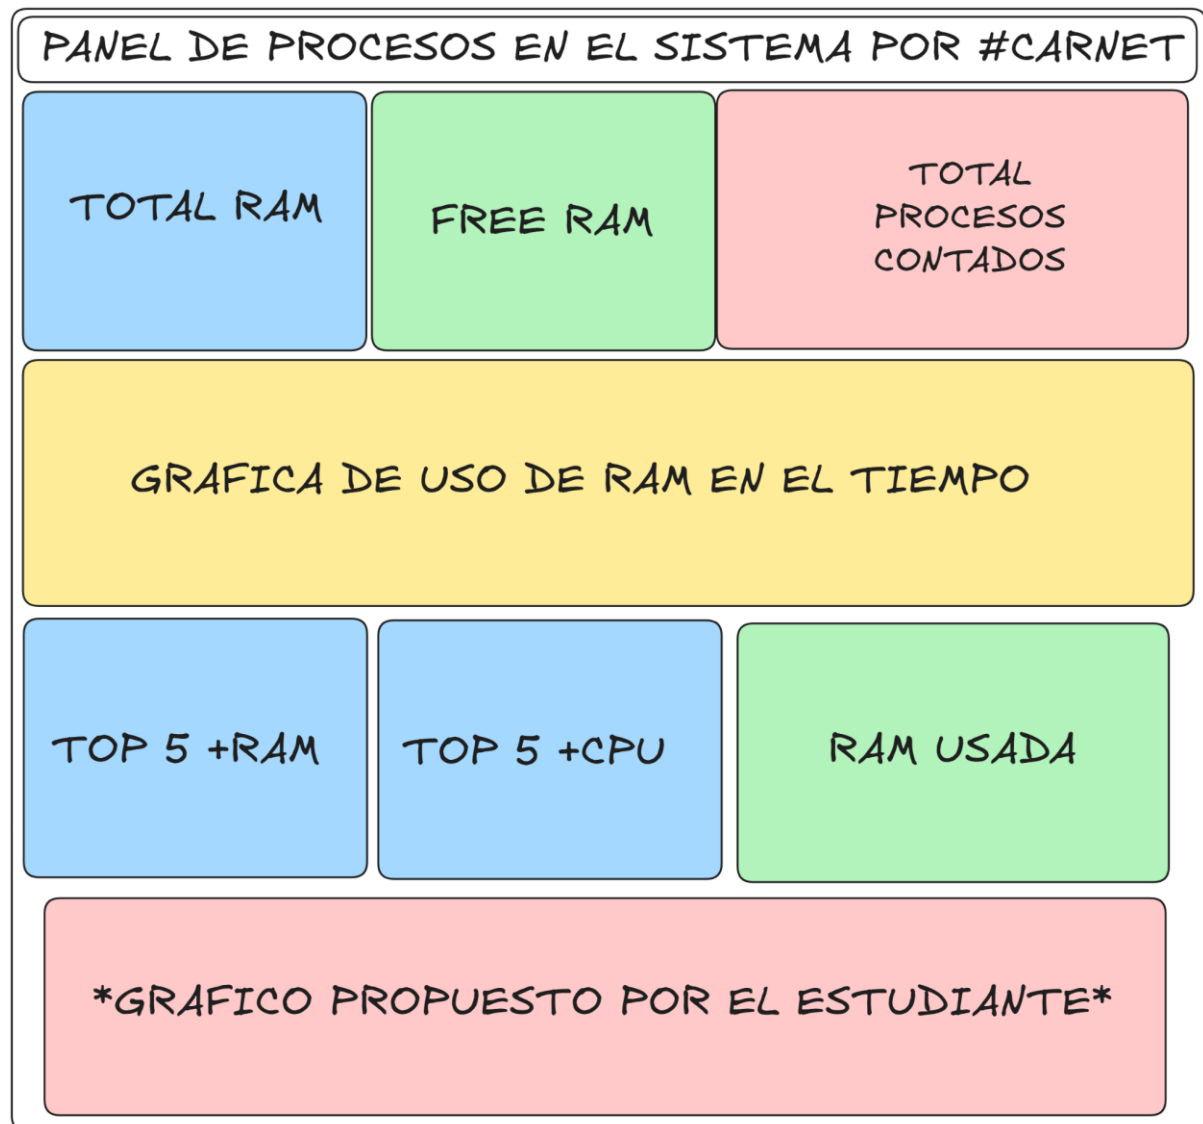 PANEL DE PROCESOS EN EL SISTEMA POR #CARNET
TOTAL RAM
FREE RAM
TOTAL
PROCESOS
CONTADOS
GRAFICA DE USO DE RAM EN EL TIEMPO
TOP 5 +RAM
TOP 5 +CPU
RAM USADA
*GRAFICO PROPUESTO POR EL ESTUDIANTE*